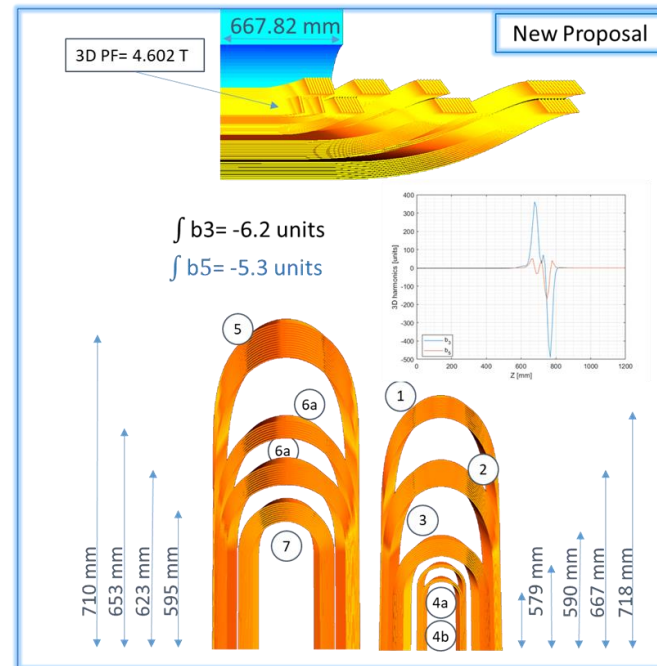 667.82 mm
New Proposal
3D PF= 4.602 T
∫ b3= -6.2 units
∫ b5= -5.3 units
400
300
200
100
0
-100
-200
-300
-400
-500
3D harmonics [units]
b3
b5
0 200 400 600 800 1000 1200
Z [mm]
5
6a
6a
7
1
2
3
4a
4b
710 mm
653 mm
623 mm
595 mm
579 mm
590 mm
667 mm
718 mm